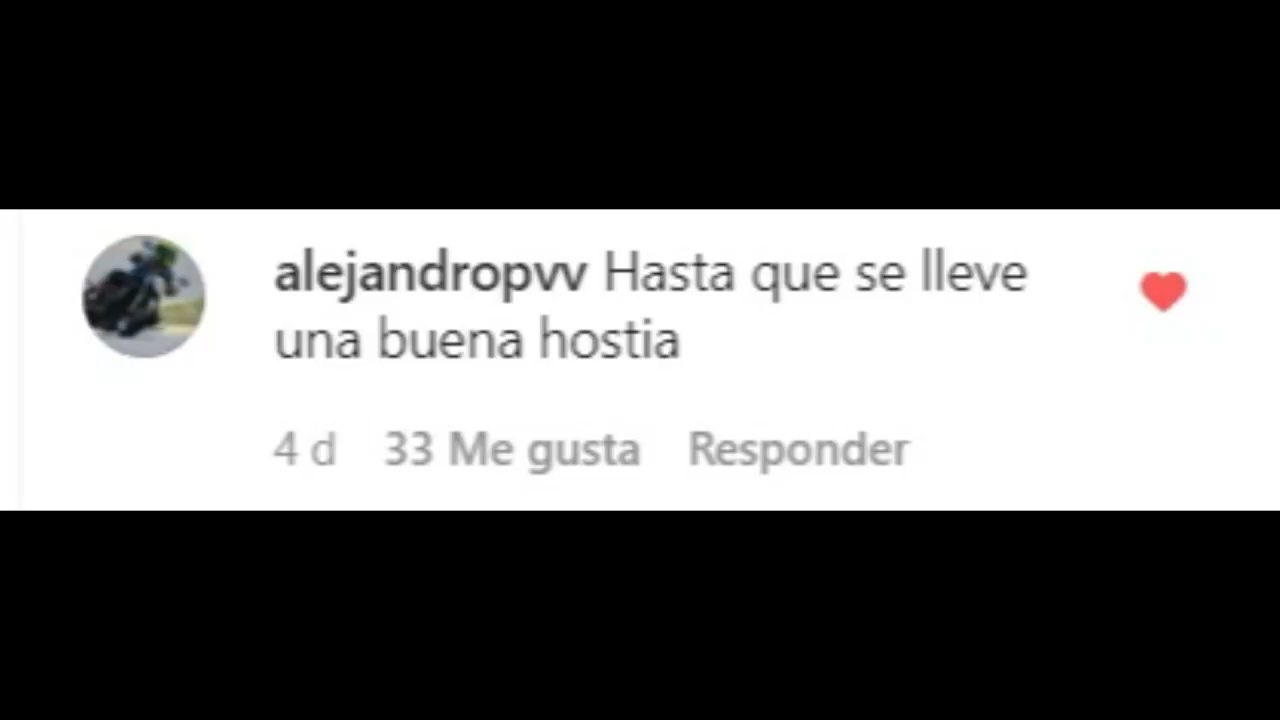 alejandropvv Hasta que se lleve
una buena hostia
4 d 33 Me gusta Responder